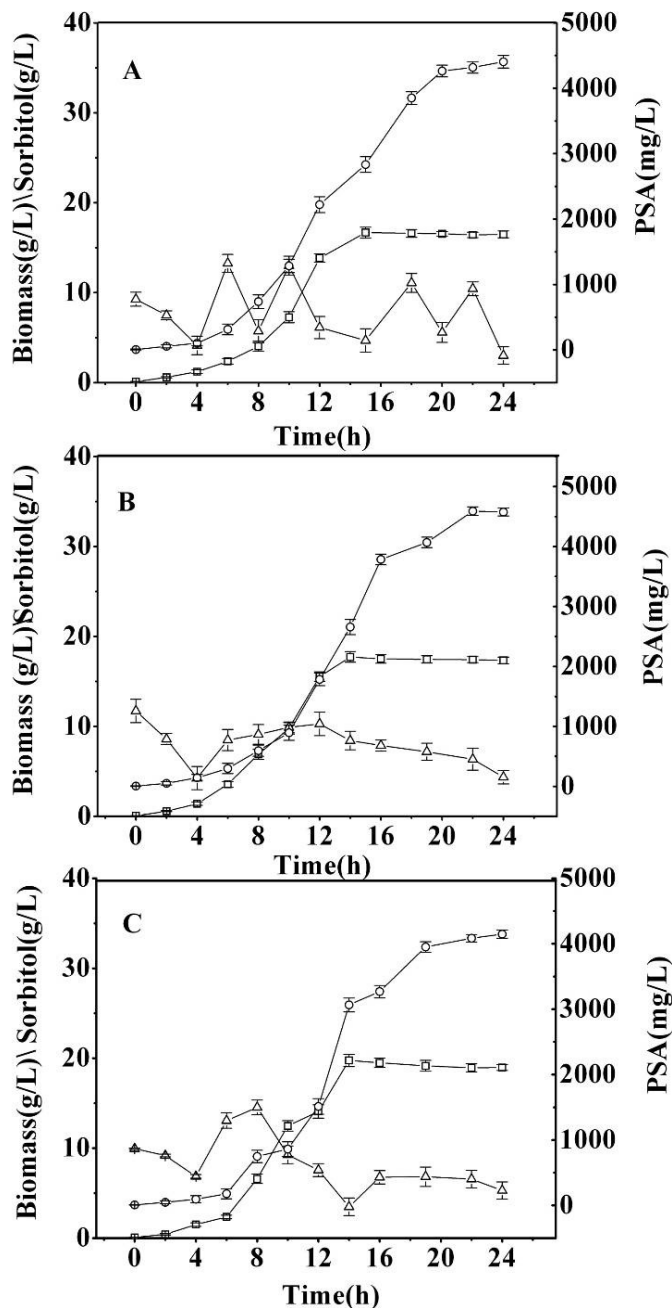 A
Biomass(g/L)\Sorbitol(g/L)
40
30
20
10
0
PSA(mg/L)
5000
4000
3000
2000
1000
0
0 4 8 12 16 20 24
Time(h)
B
Biomass (g/L)Sorbitol(g/L)
40
30
20
10
0
PSA(mg/L)
5000
4000
3000
2000
1000
0
0 4 8 12 16 20 24
Time(h)
C
Biomass(g/L)\ Sorbitol(g/L)
40
30
20
10
0
PSA(mg/L)
5000
4000
3000
2000
1000
0
0 4 8 12 16 20 24
Time(h)